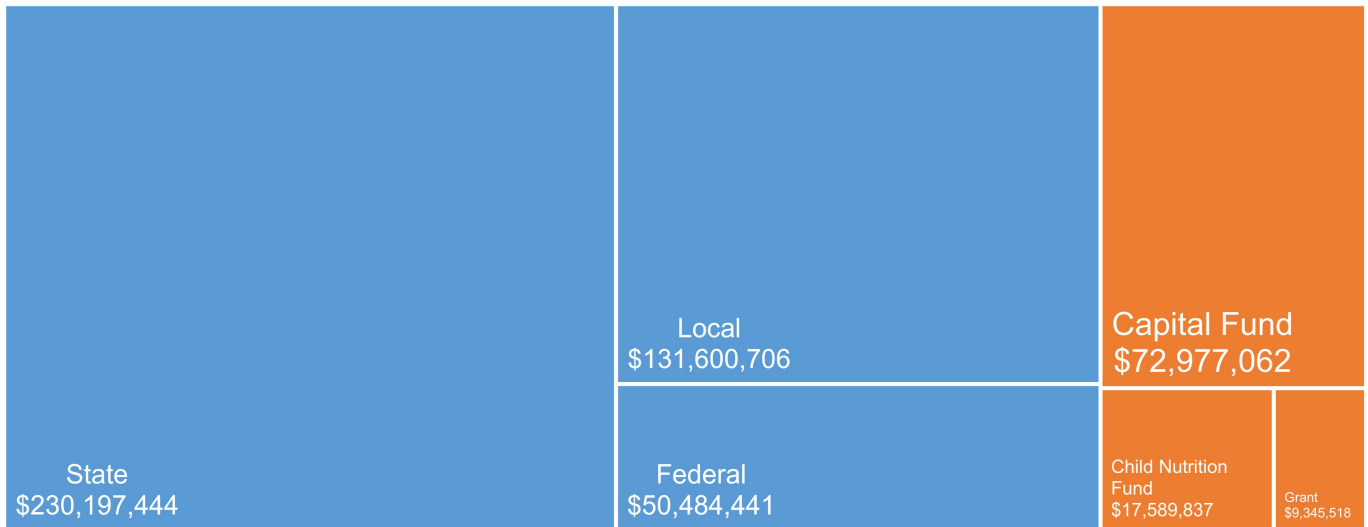 State
$230,197,444
Local
$131,600,706
Federal
$50,484,441
Capital Fund
$72,977,062
Child Nutrition
Fund
$17,589,837
Grant
$9,345,518